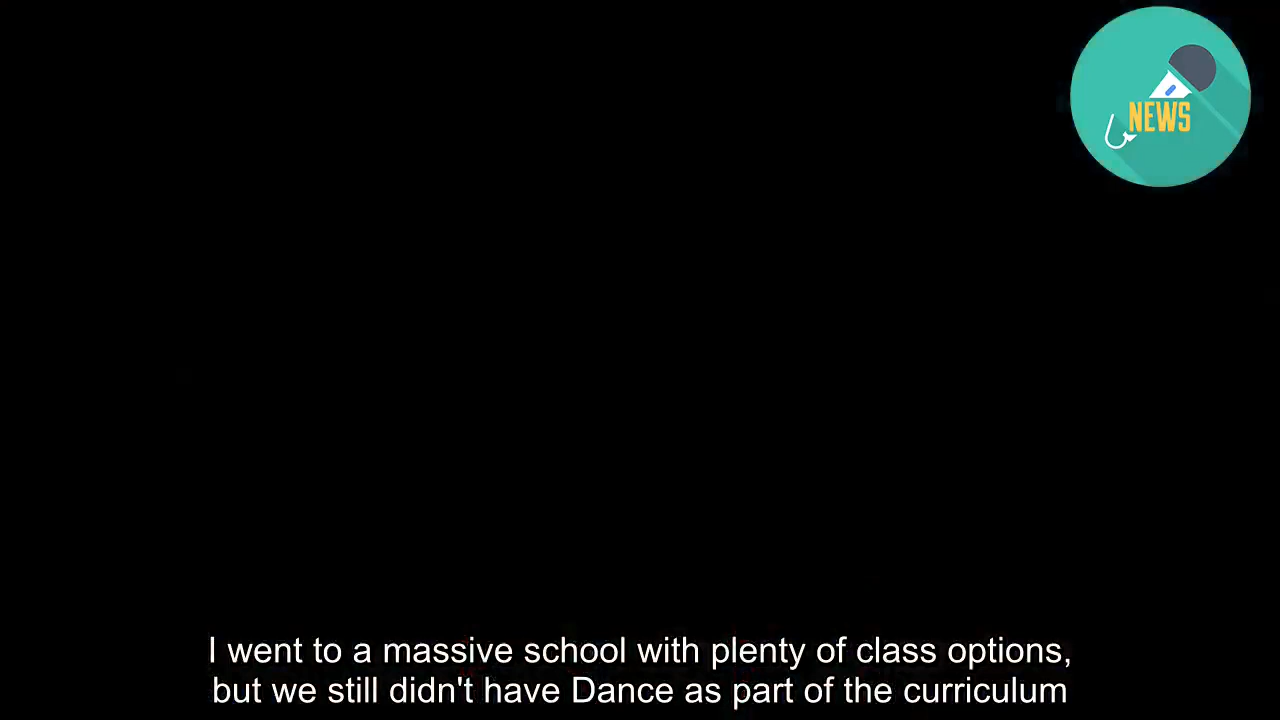 NEWS
I went to a massive school with plenty of class options,
but we still didn't have Dance as part of the curriculum